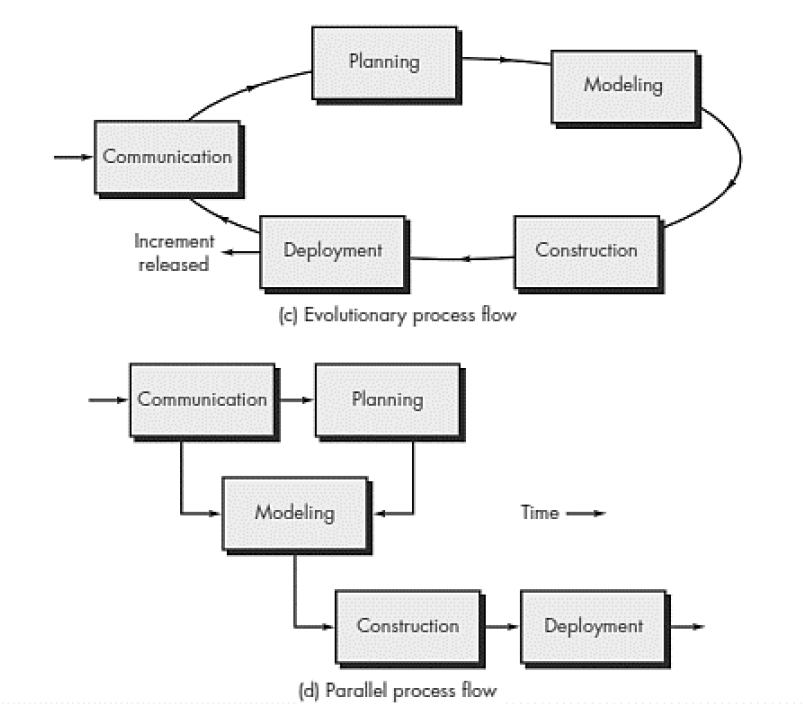 Planning
Modeling
Communication
Increment
released
Deployment
Construction
(c) Evolutionary process flow
Communication
Planning
Modeling
Time
Construction
Deployment
(d) Parallel process flow